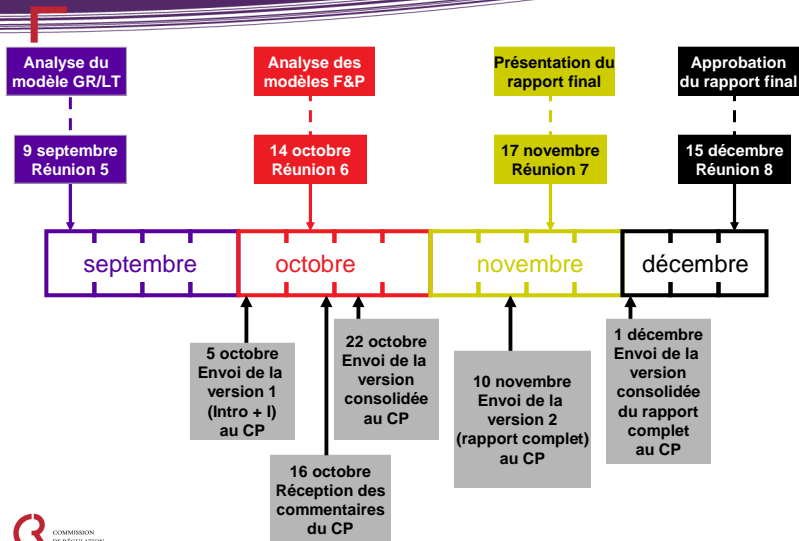 Analyse du
modèle GR/LT
Analyse des
modèles F&P
Présentation du
rapport final
Approbation
du rapport final
9 septembre
Réunion 5
14 octobre
Réunion 6
17 novembre
Réunion 7
15 décembre
Réunion 8
septembre
octobre
novembre
décembre
5 octobre
Envoi de la
version 1
(Intro + I)
au CP
22 octobre
Envoi de la
version
consolidée
au CP
10 novembre
Envoi de la
version 2
(rapport complet)
au CP
1 décembre
Envoi de la
version
consolidée
du rapport
complet
au CP
16 octobre
Réception des
commentaires
du CP
COMMISSION
DE RÉGULATION